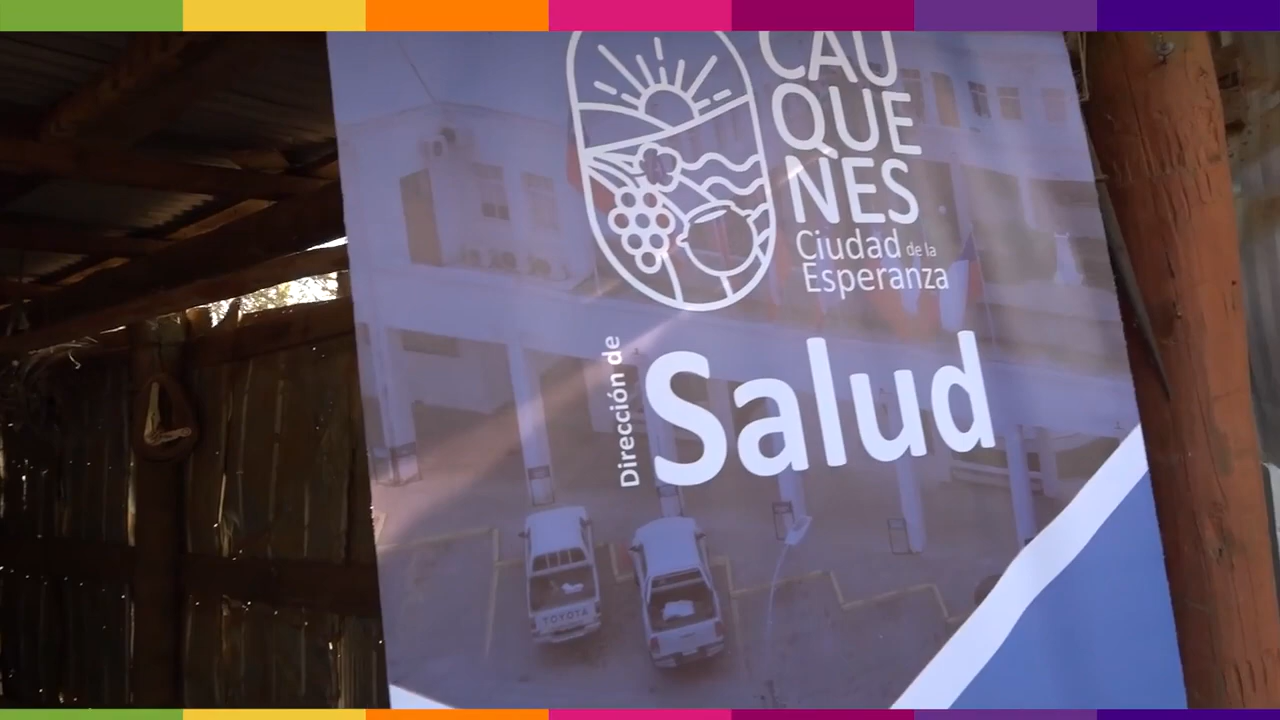 CAU
QUE
NES
Ciudad de la
Esperanza
Dirección de
Salud
TOYOTA